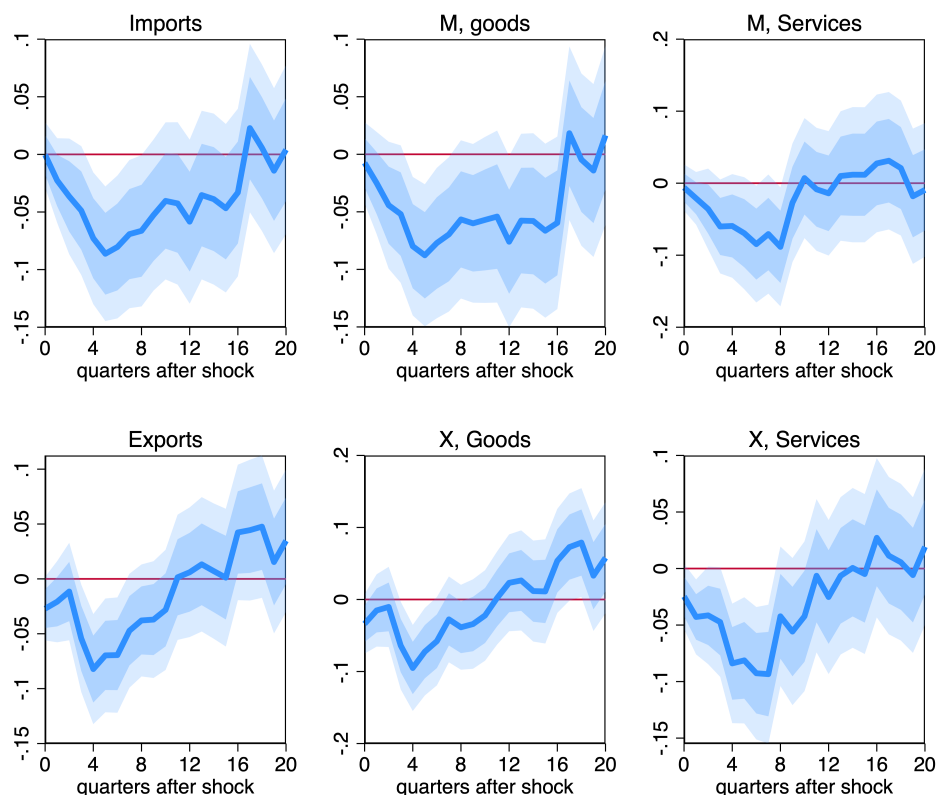 Imports
.1
.05
0
-.05
-.1
-.15
0 4 8 12 16 20
quarters after shock
M, goods
.1
.05
0
-.05
-.1
-.15
0 4 8 12 16 20
quarters after shock
M, Services
.2
.1
0
-.1
-.2
0 4 8 12 16 20
quarters after shock
Exports
.1
.05
0
-.05
-.1
-.15
0 4 8 12 16 20
quarters after shock
X, Goods
.2
.1
0
-.1
-.2
0 4 8 12 16 20
quarters after shock
X, Services
.1
.05
0
-.05
-.1
-.15
0 4 8 12 16 20
quarters after shock